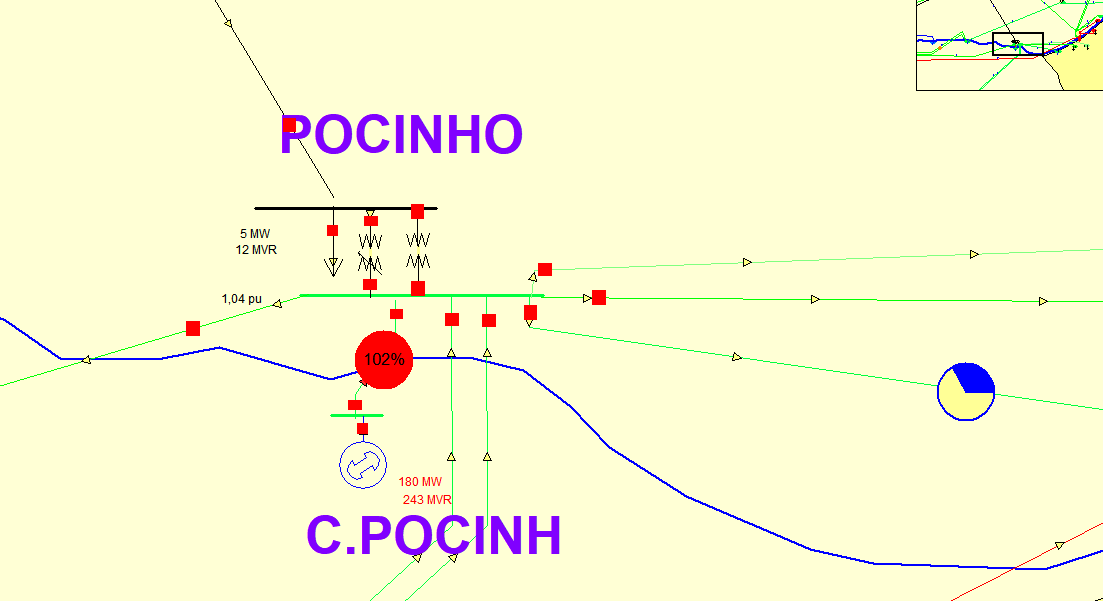 POCINHO
5 MW
12 MVR
1,04 pu
102%
180 MW
243 MVR
C.POCINH